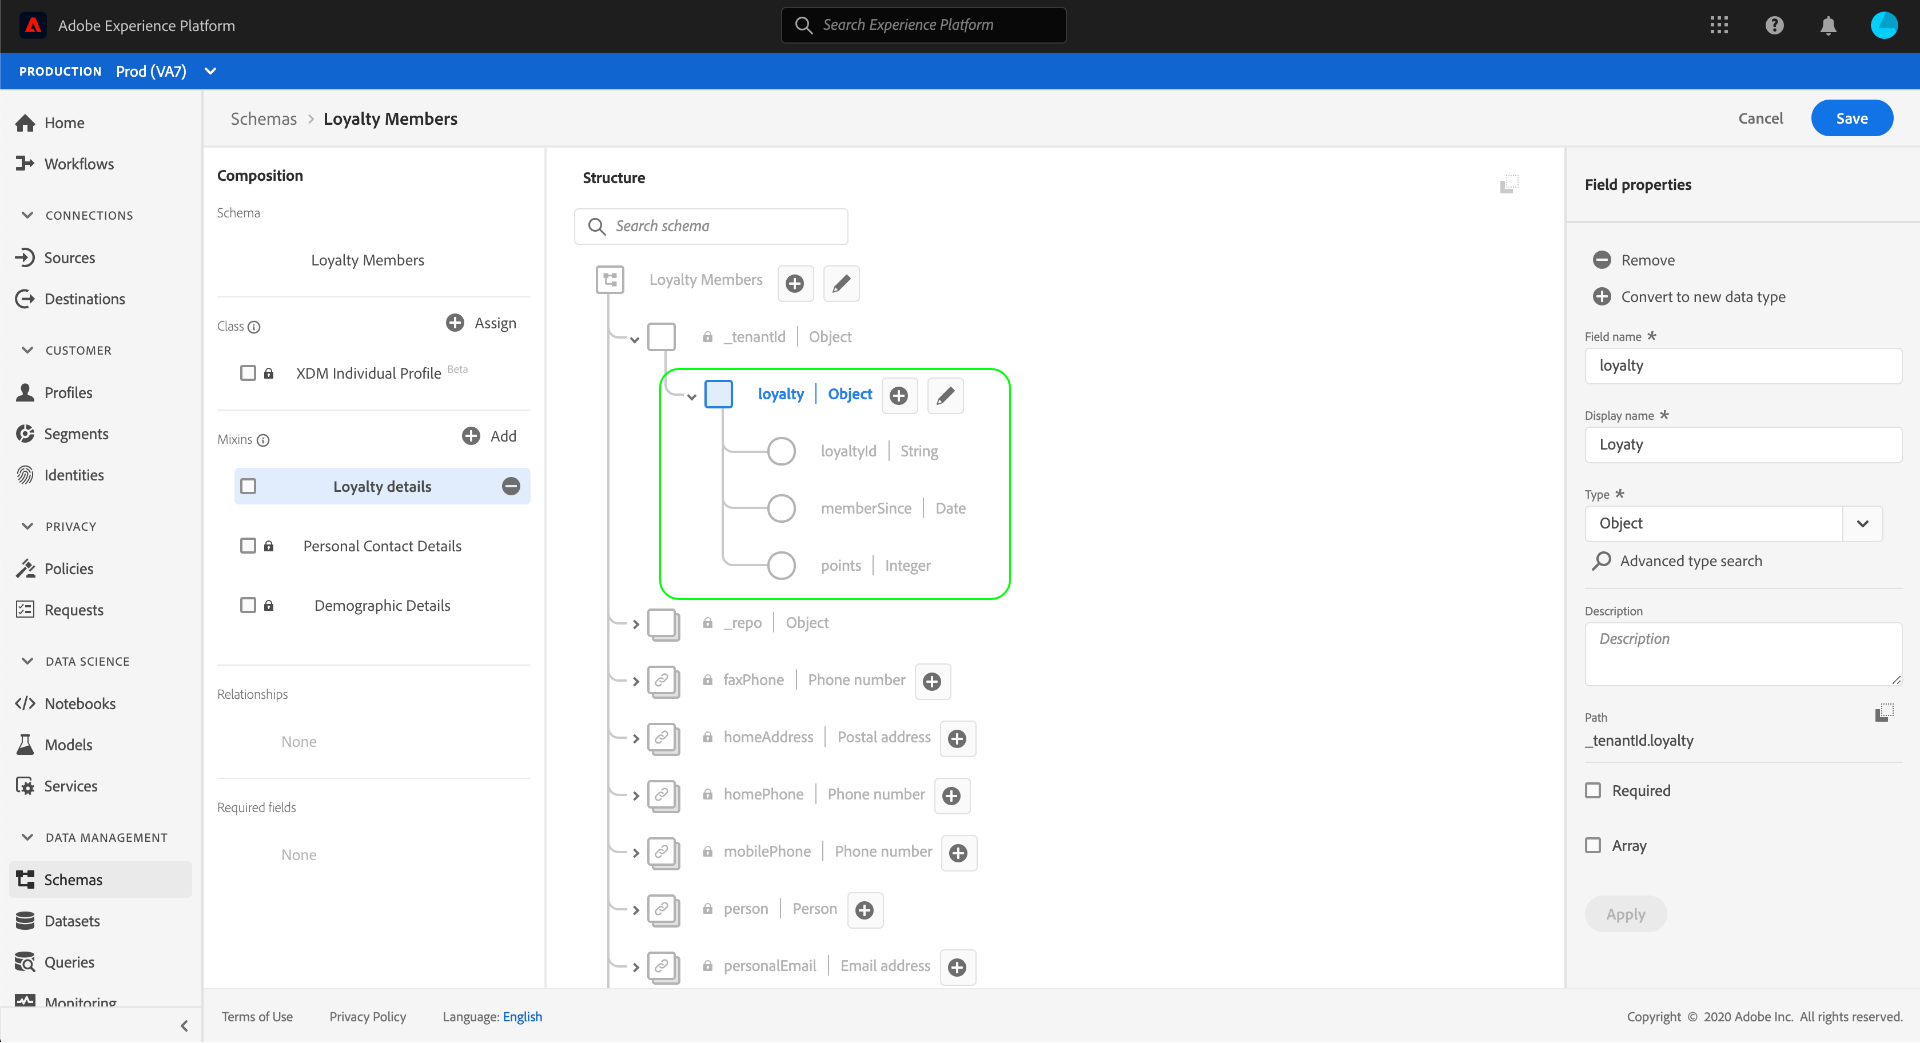 Adobe Experience Platform
Search Experience Platform
PRODUCTION Prod (VA7)
Home
Workflows
CONNECTIONS
Sources
Destinations
CUSTOMER
Profiles
Segments
Identities
PRIVACY
Policies
Requests
DATA SCIENCE
Notebooks
Models
Services
DATA MANAGEMENT
Schemas
Datasets
Queries
Monitoring
Schemas > Loyalty Members
Cancel
Save
Composition
Schema
Loyalty Members
Class
Assign
XDM Individual Profile Beta
Mixins
Add
Loyalty details
Personal Contact Details
Demographic Details
Relationships
None
Required fields
None
Structure
Search schema
Loyalty Members
_tenantId | Object
loyalty | Object
loyaltyId | String
memberSince | Date
points | Integer
_repo | Object
faxPhone | Phone number
homeAddress | Postal address
homePhone | Phone number
mobilePhone | Phone number
person | Person
personalEmail | Email address
Field properties
Remove
Convert to new data type
Field name *
loyalty
Display name *
Loyaty
Type *
Object
Advanced type search
Description
Description
Path
_tenantId.loyalty
Required
Array
Apply
Terms of Use
Privacy Policy
Language: English
Copyright © 2020 Adobe Inc. All rights reserved.